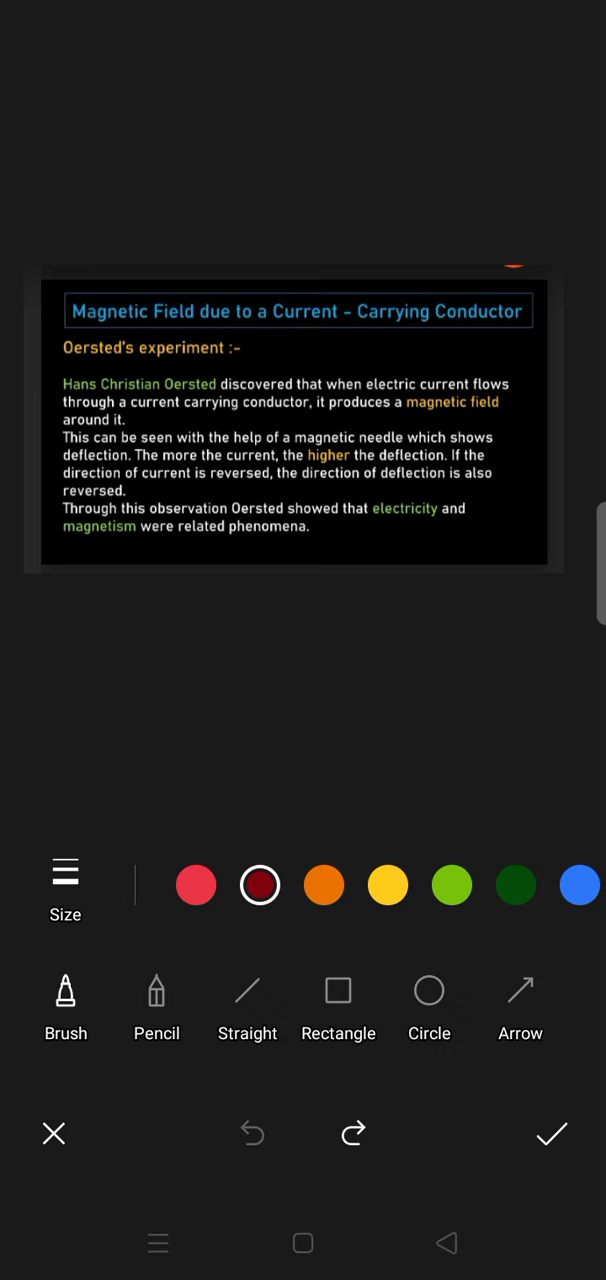 Magnetic Field due to a Current - Carrying Conductor
Oersted's experiment :-
Hans Christian Oersted discovered that when electric current flows
through a current carrying conductor, it produces a magnetic field
around it.
This can be seen with the help of a magnetic needle which shows
deflection. The more the current, the higher the deflection. If the
direction of current is reversed, the direction of deflection is also
reversed.
Through this observation Oersted showed that electricity and
magnetism were related phenomena.
Size
Brush Pencil Straight Rectangle Circle Arrow